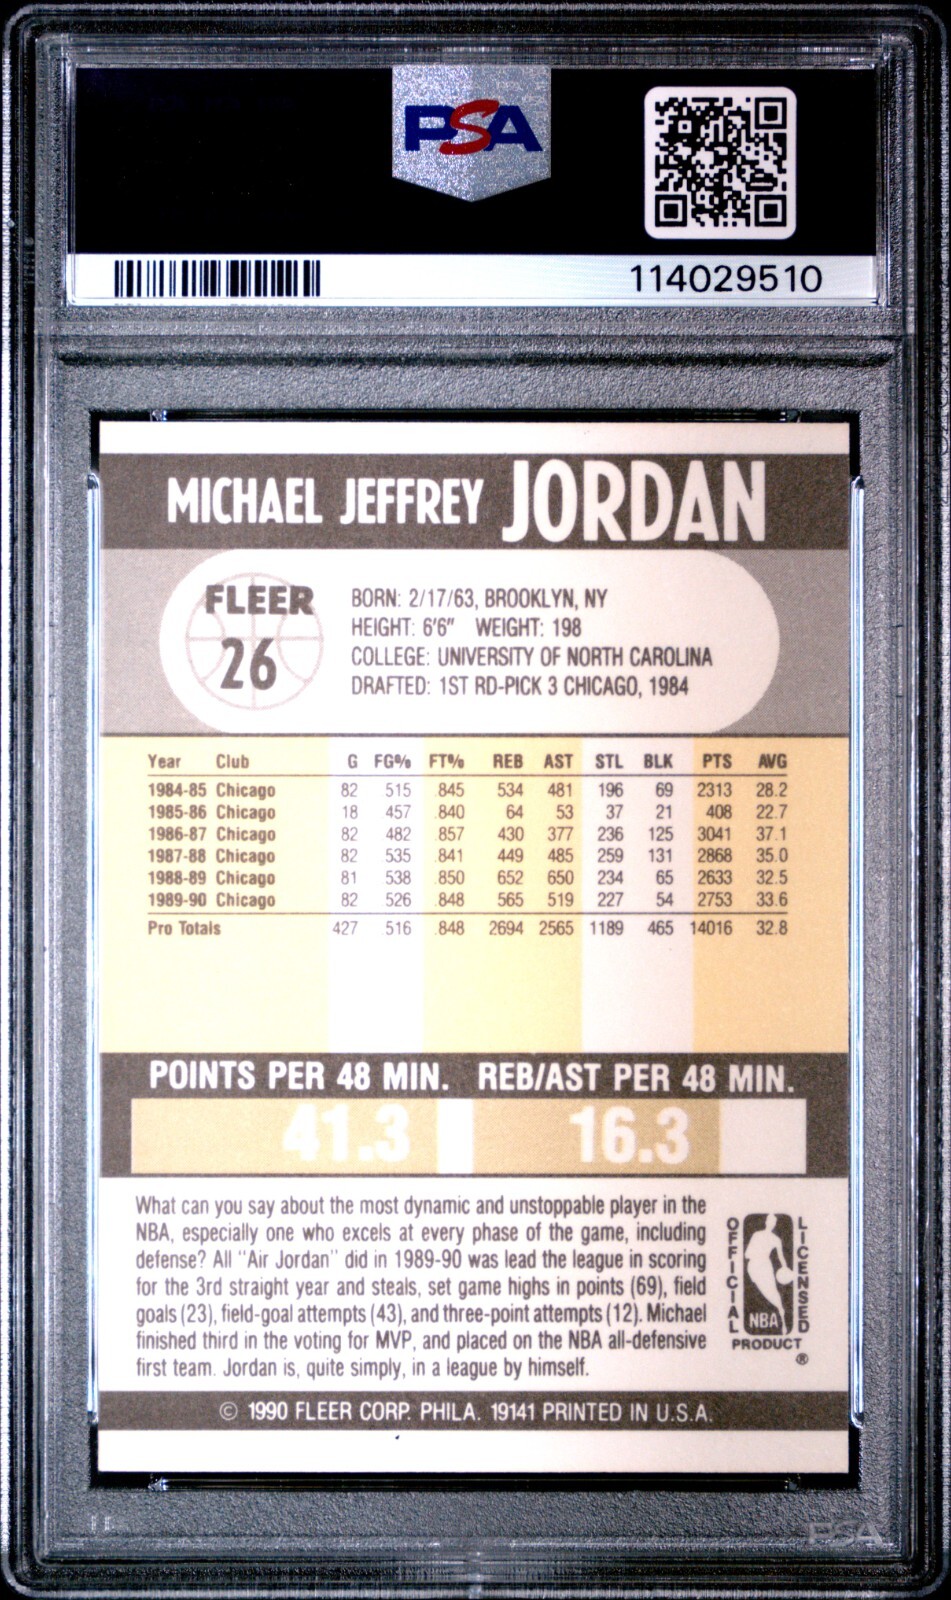 PSA
114029510
MICHAEL JEFFREY JORDAN
FLEER
26
BORN: 2/17/63, BROOKLYN, NY
HEIGHT: 6'6" WEIGHT: 198
COLLEGE: UNIVERSITY OF NORTH CAROLINA
DRAFTED: 1ST RD-PICK 3 CHICAGO, 1984
Year Club G FG% FT% REB AST STL BLK PTS AVG
1984-85 Chicago 82 .515 .845 534 481 196 69 2313 28.2
1985-86 Chicago 18 .457 .840 64 53 37 21 408 22.7
1986-87 Chicago 82 .482 .857 430 377 236 125 3041 37.1
1987-88 Chicago 82 .535 .841 449 485 259 131 2868 35.0
1988-89 Chicago 81 .538 .850 652 650 234 65 2633 32.5
1989-90 Chicago 82 .526 .848 565 519 227 54 2753 33.6
Pro Totals 427 .516 .848 2694 2565 1189 465 14016 32.8
POINTS PER 48 MIN. REB/AST PER 48 MIN.
41.3 16.3
What can you say about the most dynamic and unstoppable player in the
NBA, especially one who excels at every phase of the game, including
defense? All "Air Jordan" did in 1989-90 was lead the league in scoring
for the 3rd straight year and steals, set game highs in points (69), field
goals (23), field-goal attempts (43), and three-point attempts (12). Michael
finished third in the voting for MVP, and placed on the NBA all-defensive
first team. Jordan is, quite simply, in a league by himself.
OFFICIAL
LICENSED
NBA
PRODUCT
®
© 1990 FLEER CORP. PHILA. 19141 PRINTED IN U.S.A.
PSA